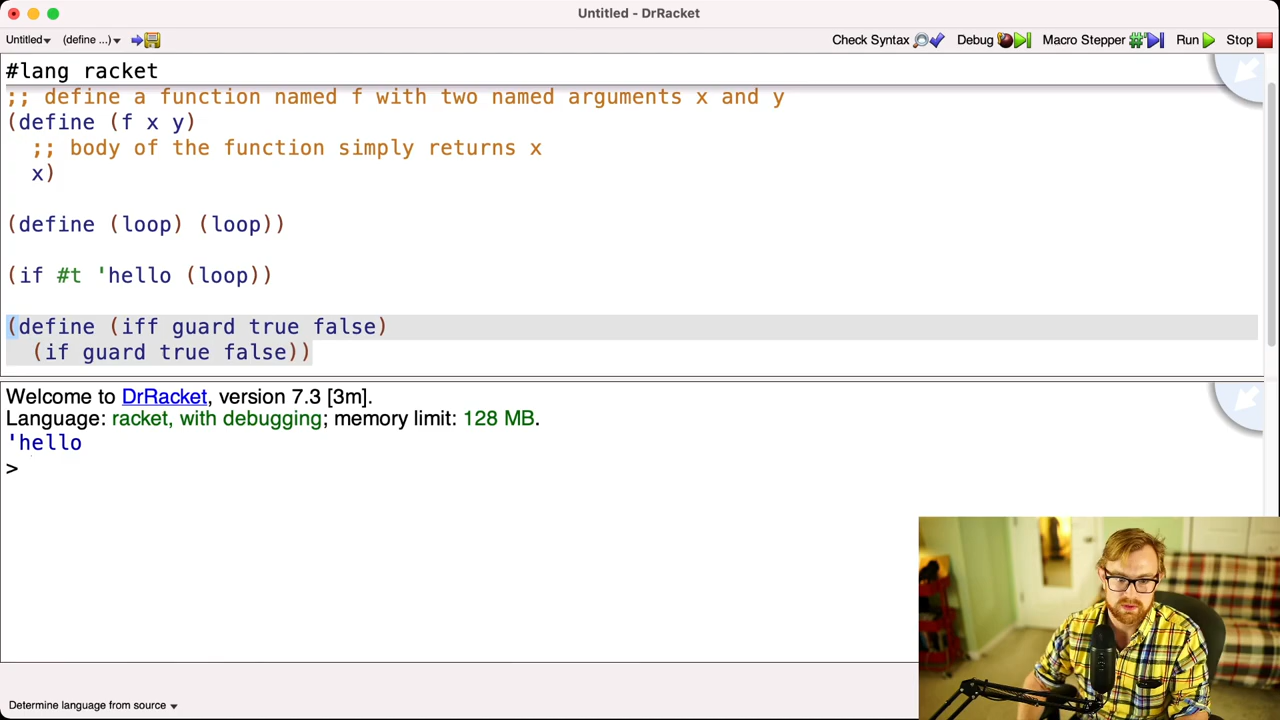 Untitled - DrRacket
Untitled (define ...) Check Syntax Debug Macro Stepper Run Stop
#lang racket
;; define a function named f with two named arguments x and y
(define (f x y)
;; body of the function simply returns x
x)
(define (loop) (loop))
(if #t 'hello (loop))
(define (iff guard true false)
(if guard true false))
Welcome to DrRacket, version 7.3 [3m].
Language: racket, with debugging; memory limit: 128 MB.
'hello
>
Determine language from source